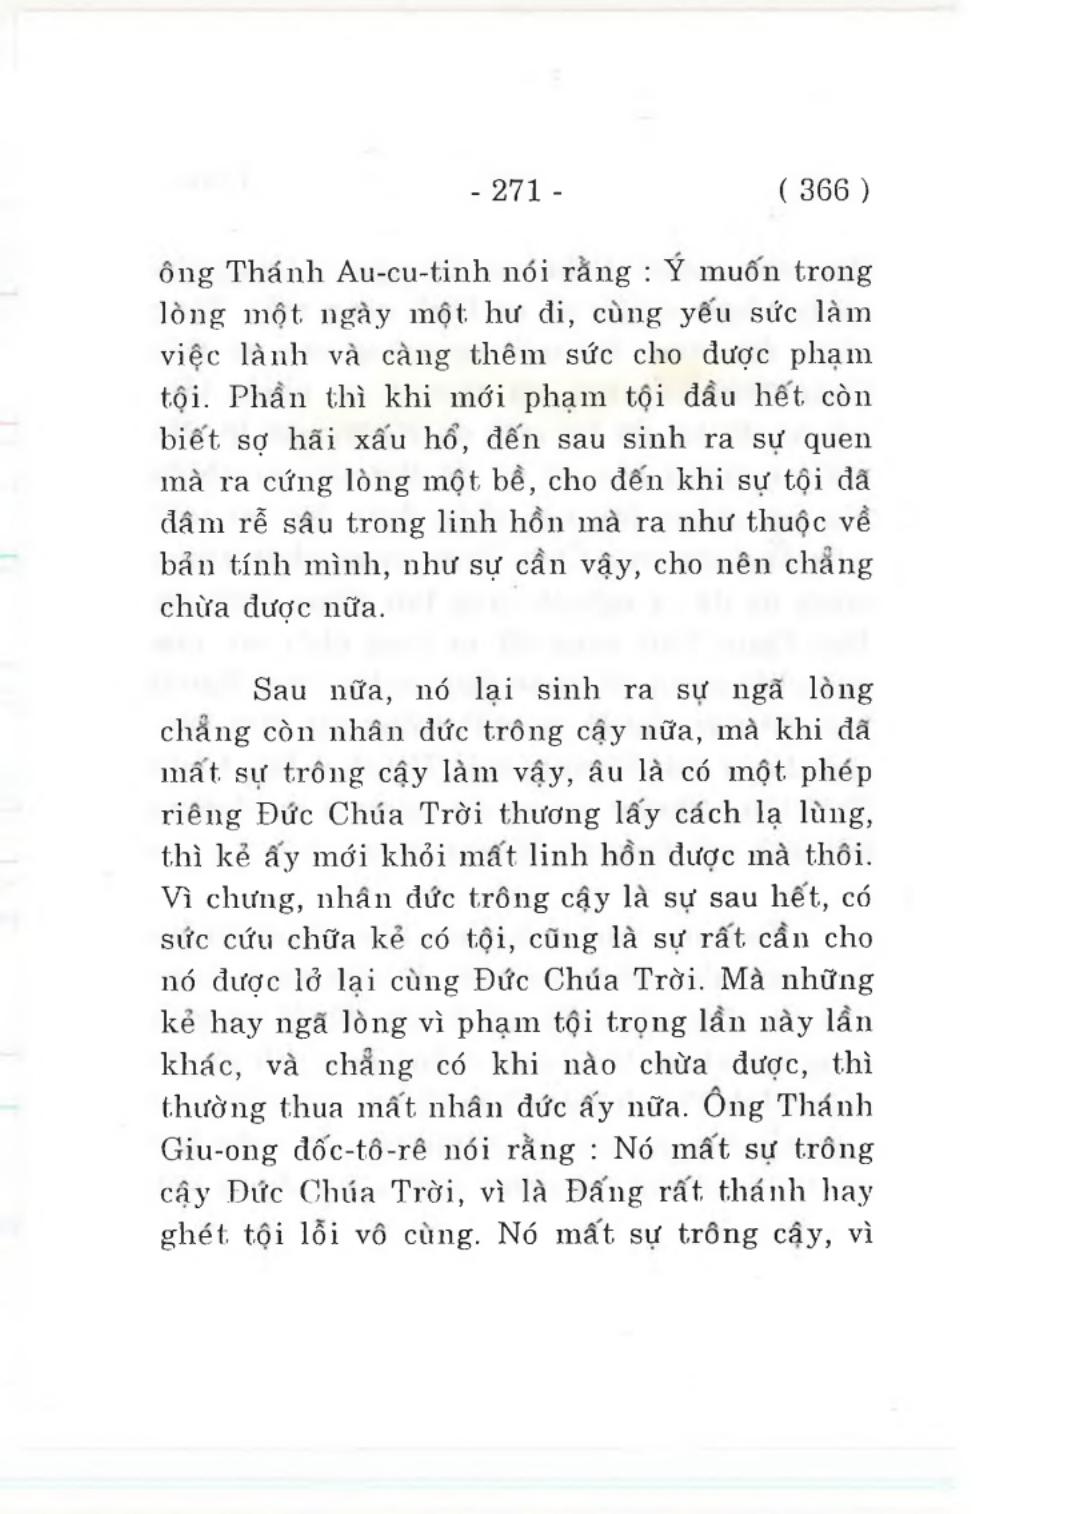 - 271 - ( 366 )
ông Thánh Au-cu-tinh nói rằng : Ý muốn trong
lòng một ngày một hư đi, cùng yếu sức làm
việc lành và càng thêm sức cho được phạm
tội. Phần thì khi mới phạm tội đầu hết còn
biết sợ hãi xấu hổ, đến sau sinh ra sự quen
mà ra cứng lòng một bề, cho đến khi sự tội đã
đâm rễ sâu trong linh hồn mà ra như thuộc về
bản tính mình, như sự cần vậy, cho nên chẳng
chừa được nữa.
Sau nữa, nó lại sinh ra sự ngã lòng
chẳng còn nhân đức trông cậy nữa, mà khi đã
mất sự trông cậy làm vậy, âu là có một phép
riêng Đức Chúa Trời thương lấy cách lạ lùng,
thì kẻ ấy mới khỏi mất linh hồn được mà thôi.
Vì chưng, nhân đức trông cậy là sự sau hết, có
sức cứu chữa kẻ có tội, cũng là sự rất cần cho
nó được lở lại cùng Đức Chúa Trời. Mà những
kẻ hay ngã lòng vì phạm tội trọng lần này lần
khác, và chẳng có khi nào chừa được, thì
thường thua mất nhân đức ấy nữa. Ông Thánh
Giu-ong đốc-tô-rê nói rằng : Nó mất sự trông
cậy Đức Chúa Trời, vì là Đấng rất thánh hay
ghét tội lỗi vô cùng. Nó mất sự trông cậy, vì